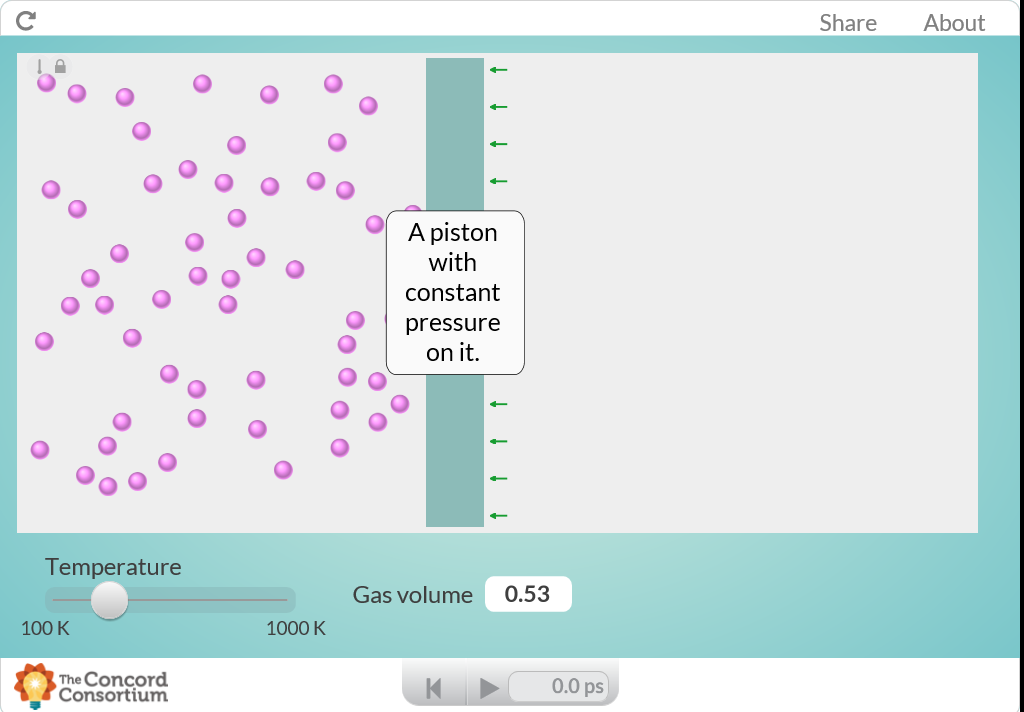 Share About
A piston
with
constant
pressure
on it.
Temperature
100 K 1000 K
Gas volume 0.53
The Concord
Consortium
0.0 ps